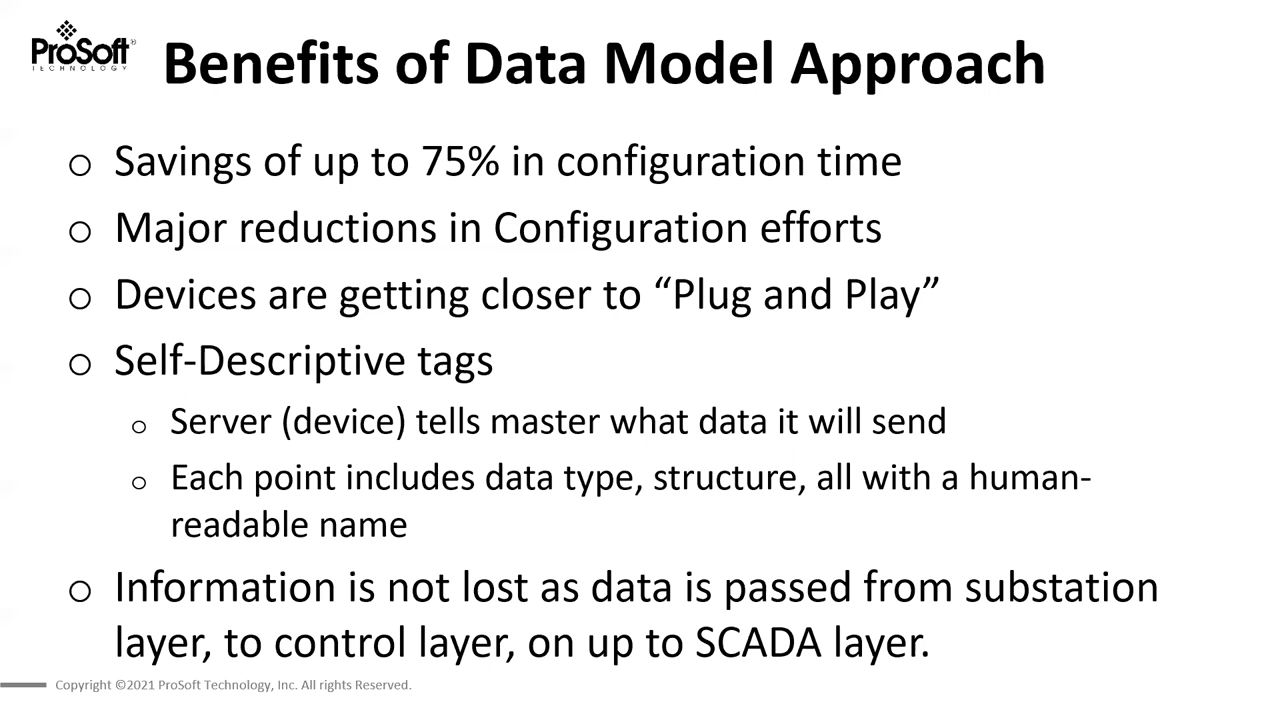 ProSoft®
TECHNOLOGY
Benefits of Data Model Approach
o Savings of up to 75% in configuration time
o Major reductions in Configuration efforts
o Devices are getting closer to “Plug and Play”
o Self-Descriptive tags
o Server (device) tells master what data it will send
o Each point includes data type, structure, all with a human-
readable name
o Information is not lost as data is passed from substation
layer, to control layer, on up to SCADA layer.
Copyright ©2021 ProSoft Technology, Inc. All rights Reserved.